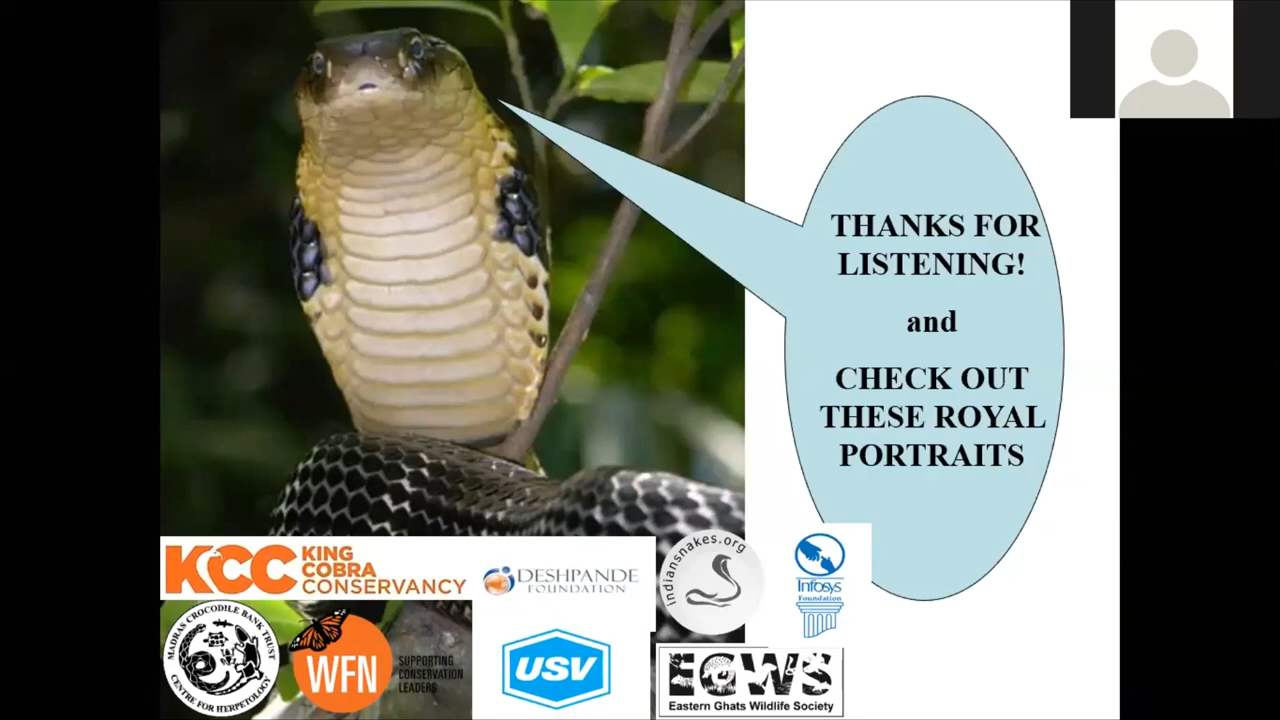 THANKS FOR
LISTENING!
and
CHECK OUT
THESE ROYAL
PORTRAITS
KCC KING
COBRA
CONSERVANCY
DESHPANDE
FOUNDATION
indiansnakes.org
Infosys
Foundation
MADRAS CROCODILE BANK TRUST
CENTRE FOR HERPETOLOGY
WFN
SUPPORTING
CONSERVATION
LEADERS
USV
EGWS
Eastern Ghats Wildlife Society